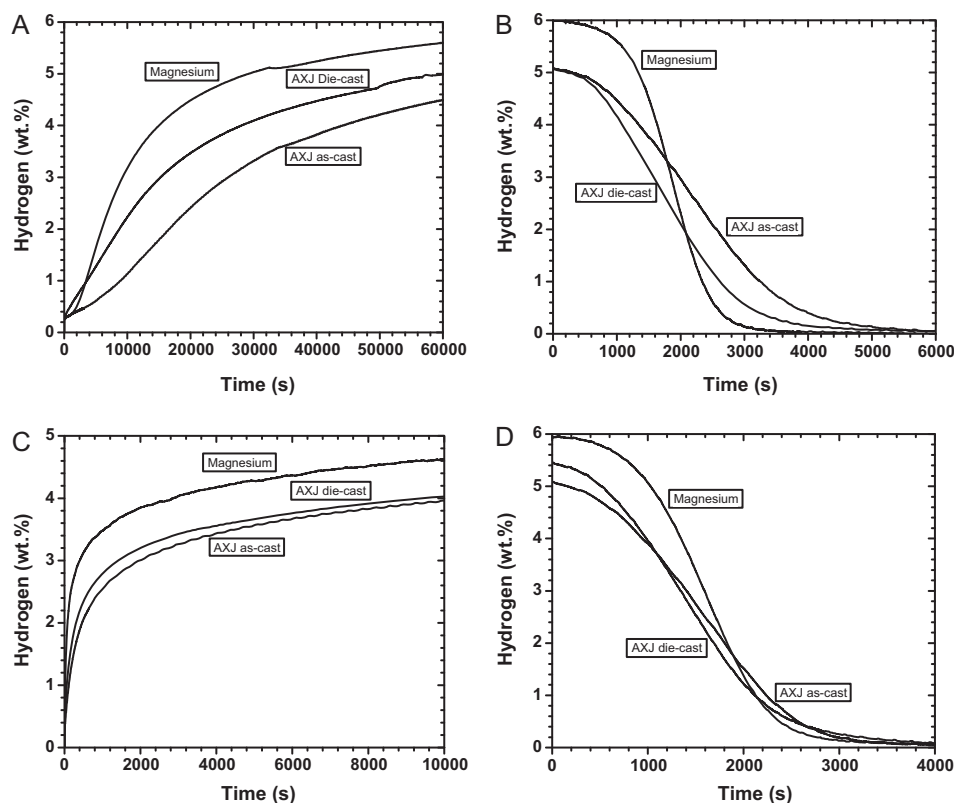 A
Hydrogen (wt.%)
6
5
4
3
2
1
0
Magnesium
AXJ Die-cast
AXJ as-cast
0 10000 20000 30000 40000 50000 60000
Time (s)
B
Hydrogen (wt.%)
6
5
4
3
2
1
0
Magnesium
AXJ die-cast
AXJ as-cast
0 1000 2000 3000 4000 5000 6000
Time (s)
C
Hydrogen (wt.%)
5
4
3
2
1
0
Magnesium
AXJ die-cast
AXJ as-cast
0 2000 4000 6000 8000 10000
Time (s)
D
Hydrogen (wt.%)
6
5
4
3
2
1
0
Magnesium
AXJ die-cast
AXJ as-cast
0 1000 2000 3000 4000
Time (s)